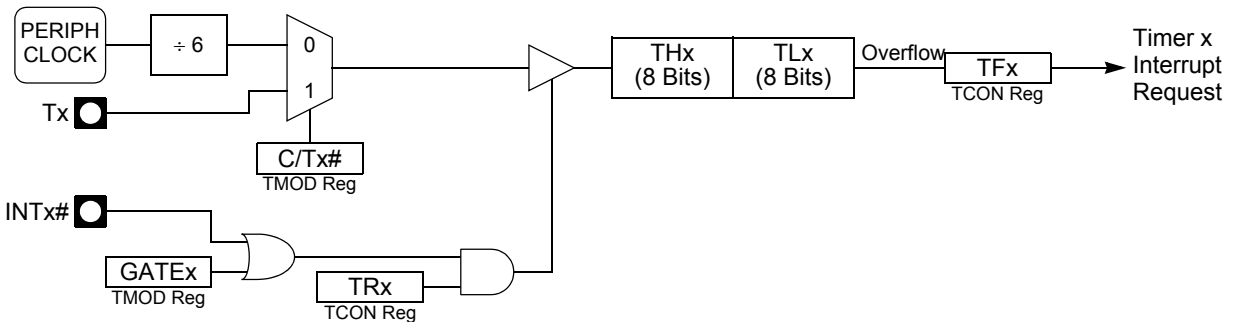 PERIPH
CLOCK
÷ 6
0
1
Tx
C/Tx#
TMOD Reg
THx
(8 Bits)
TLx
(8 Bits)
Overflow
TFx
TCON Reg
Timer x
Interrupt
Request
INTx#
GATEx
TMOD Reg
TRx
TCON Reg